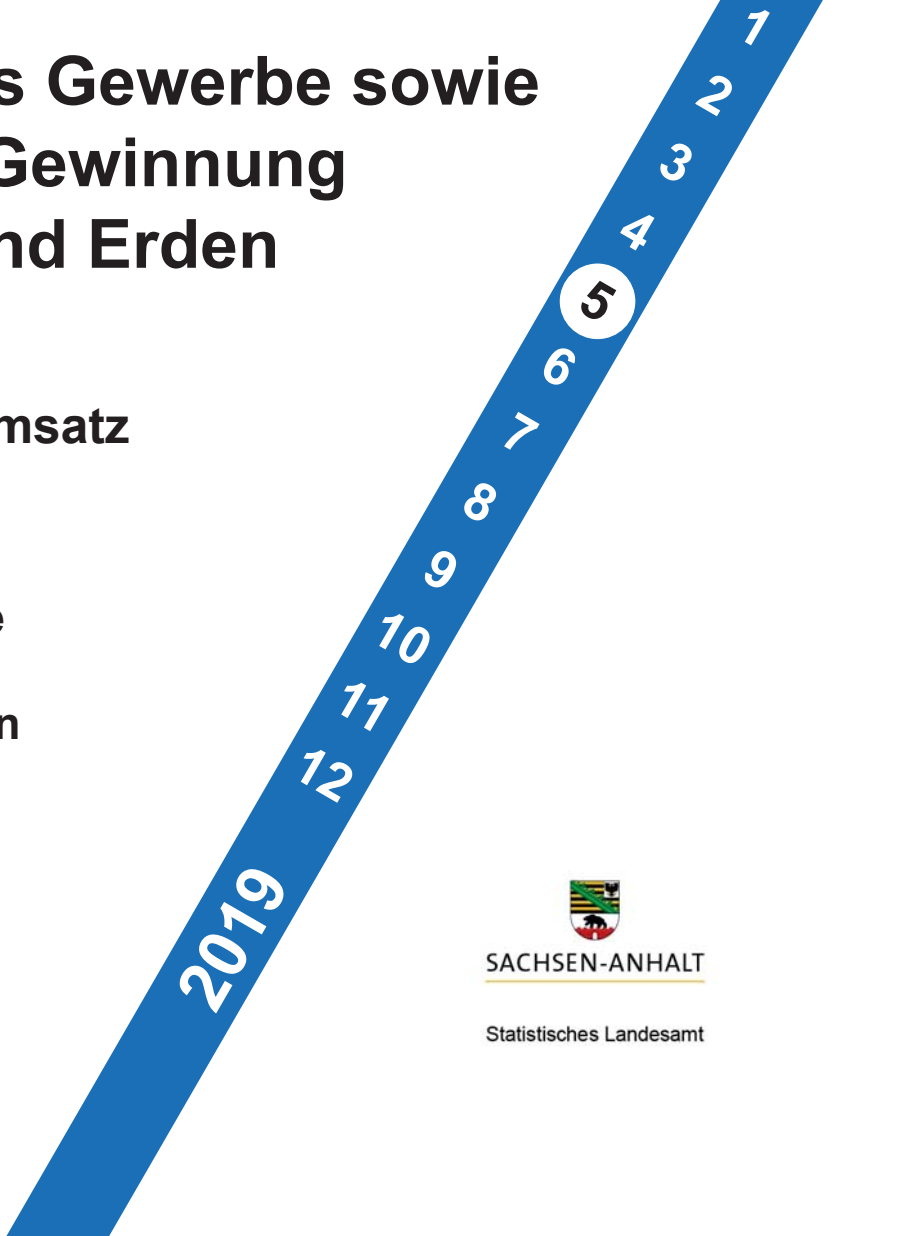 s Gewerbe sowie
Gewinnung
nd Erden
msatz
e
n
1
2
3
4
5
6
7
8
9
10
11
12
2019
SACHSEN-ANHALT
Statistisches Landesamt